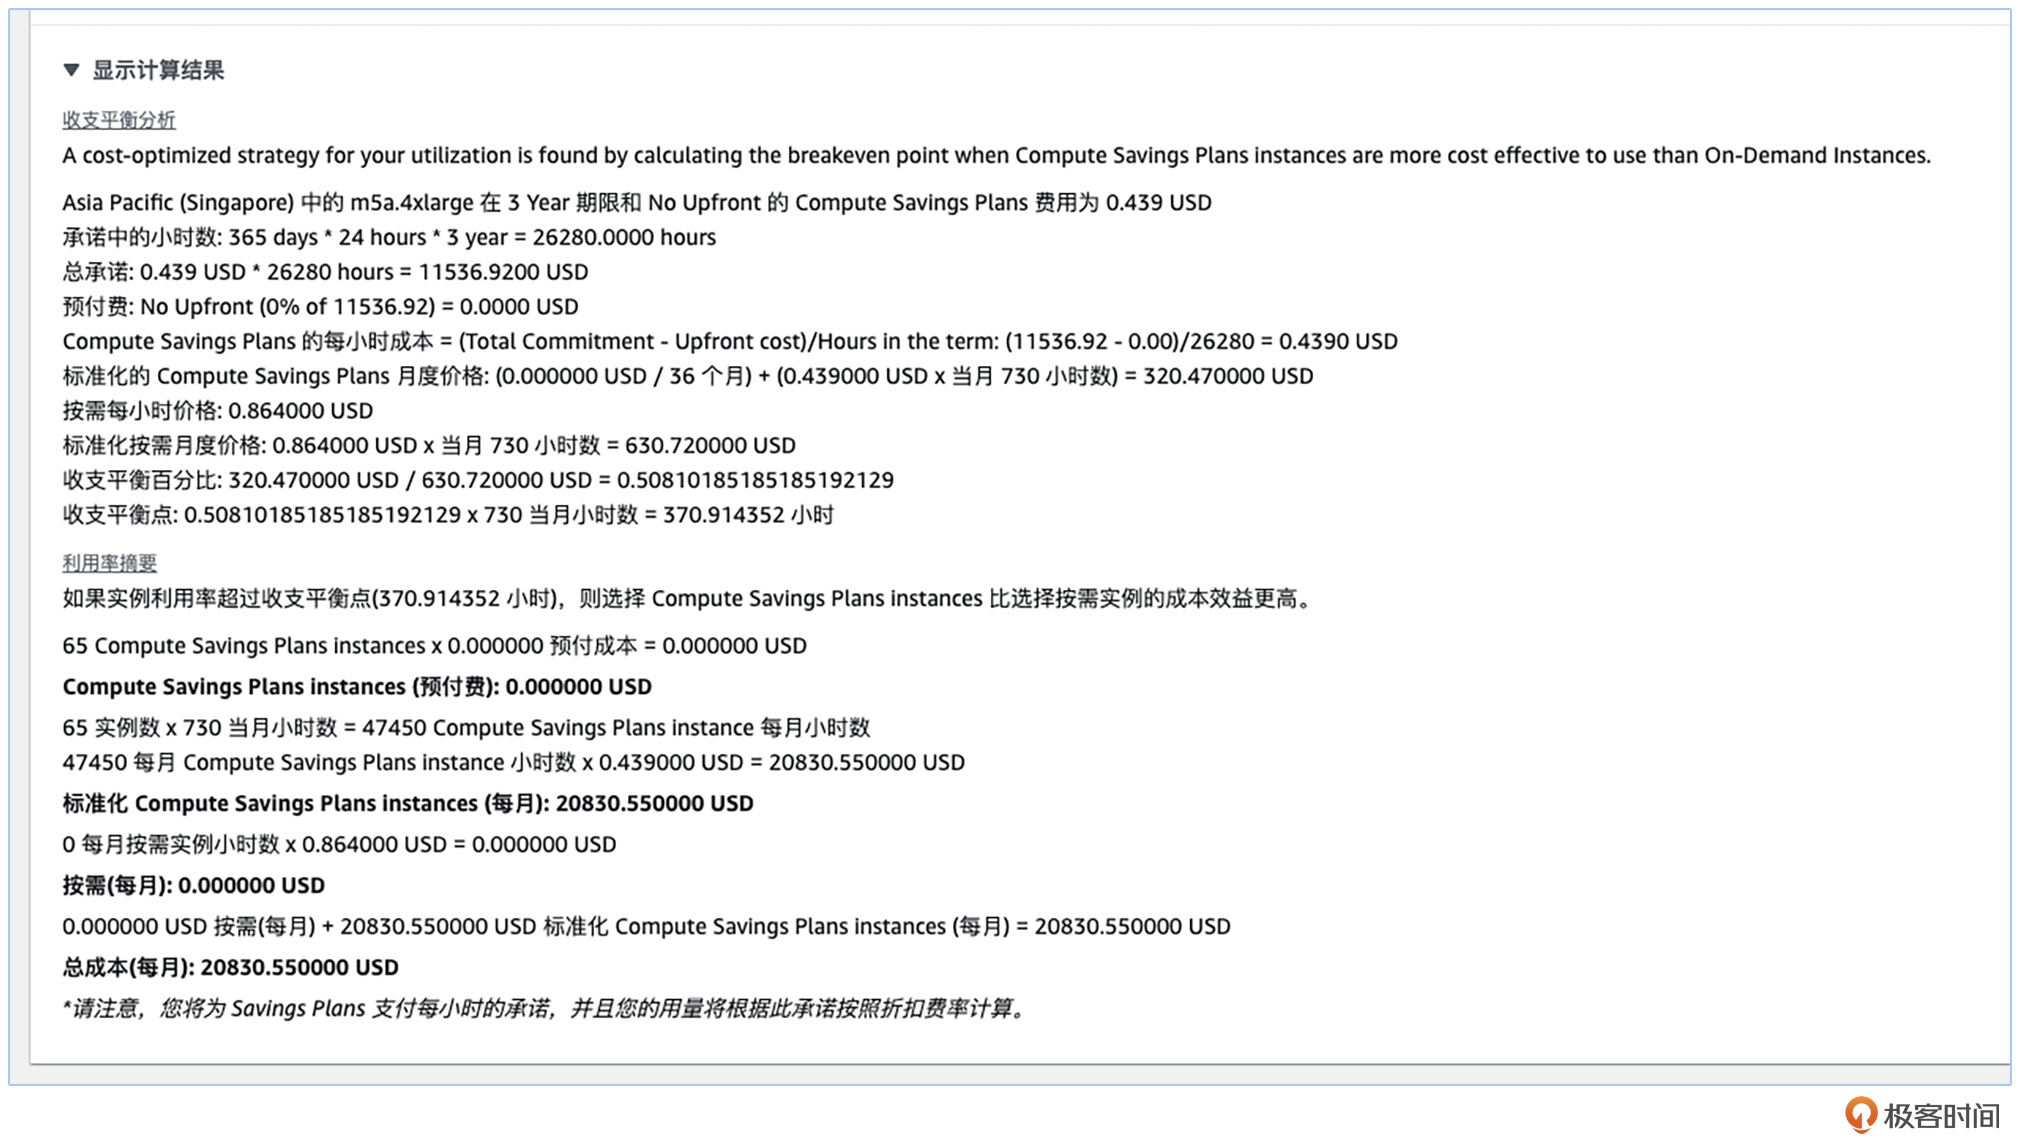 ▼ 显示计算结果
收支平衡分析
A cost-optimized strategy for your utilization is found by calculating the breakeven point when Compute Savings Plans instances are more cost effective to use than On-Demand Instances.
Asia Pacific (Singapore) 中的 m5a.4xlarge 在 3 Year 期限和 No Upfront 的 Compute Savings Plans 费用为 0.439 USD
承诺中的小时数: 365 days * 24 hours * 3 year = 26280.0000 hours
总承诺: 0.439 USD * 26280 hours = 11536.9200 USD
预付费: No Upfront (0% of 11536.92) = 0.0000 USD
Compute Savings Plans 的每小时成本 = (Total Commitment - Upfront cost)/Hours in the term: (11536.92 - 0.00)/26280 = 0.4390 USD
标准化的 Compute Savings Plans 月度价格: (0.000000 USD / 36 个月) + (0.439000 USD x 当月 730 小时数) = 320.470000 USD
按需每小时价格: 0.864000 USD
标准化按需月度价格: 0.864000 USD x 当月 730 小时数 = 630.720000 USD
收支平衡百分比: 320.470000 USD / 630.720000 USD = 0.50810185185185192129
收支平衡点: 0.50810185185185192129 x 730 当月小时数 = 370.914352 小时
利用率摘要
如果实例利用率超过收支平衡点(370.914352 小时)，则选择 Compute Savings Plans instances 比选择按需实例的成本效益更高。
65 Compute Savings Plans instances x 0.000000 预付成本 = 0.000000 USD
Compute Savings Plans instances (预付费): 0.000000 USD
65 实例数 x 730 当月小时数 = 47450 Compute Savings Plans instance 每月小时数
47450 每月 Compute Savings Plans instance 小时数 x 0.439000 USD = 20830.550000 USD
标准化 Compute Savings Plans instances (每月): 20830.550000 USD
0 每月按需实例小时数 x 0.864000 USD = 0.000000 USD
按需(每月): 0.000000 USD
0.000000 USD 按需(每月) + 20830.550000 USD 标准化 Compute Savings Plans instances (每月) = 20830.550000 USD
总成本(每月): 20830.550000 USD
*请注意，您将为 Savings Plans 支付每小时的承诺，并且您的用量将根据此承诺按照折扣费率计算。
极客时间